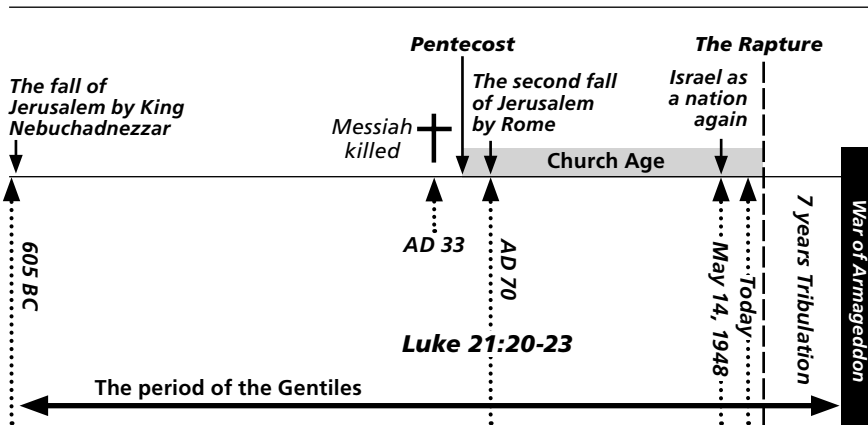 Pentecost
The Rapture
The fall of
Jerusalem by King
Nebuchadnezzar
Messiah
killed
The second fall
of Jerusalem
by Rome
Israel as
a nation
again
Church Age
605 BC
AD 33
AD 70
May 14, 1948
Today
7 years Tribulation
War of Armageddon
Luke 21:20-23
The period of the Gentiles